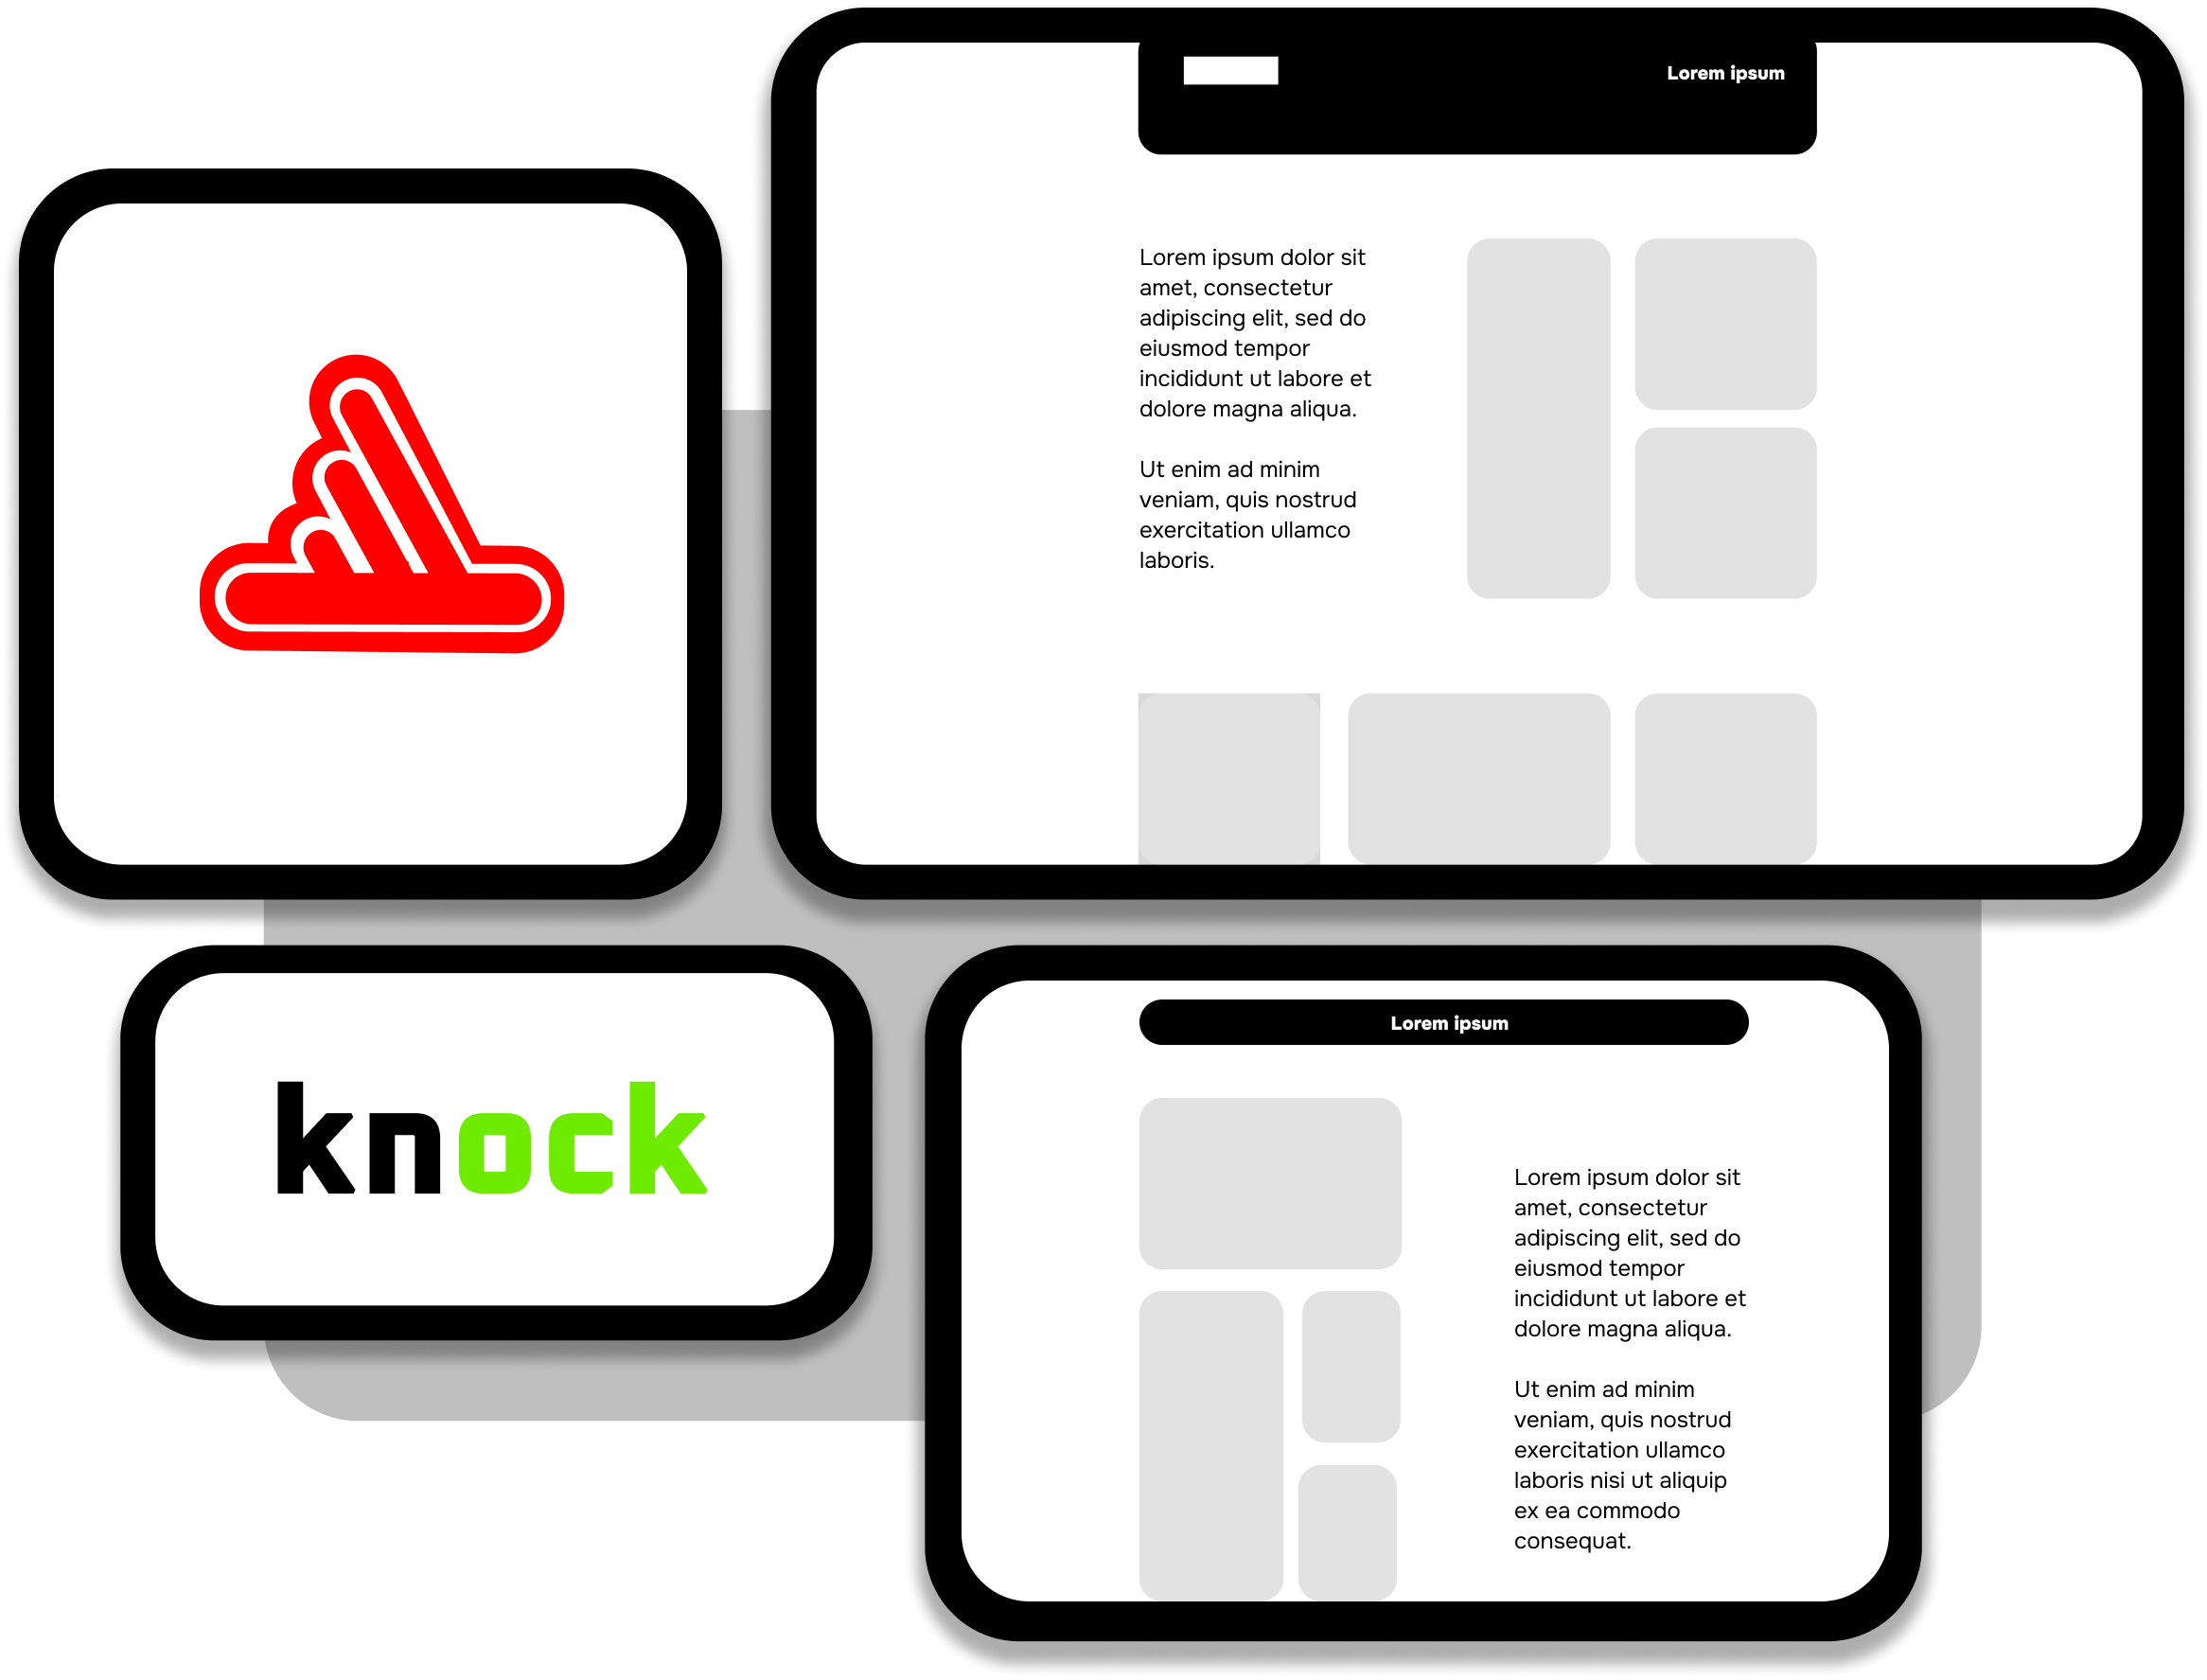 Lorem ipsum
Lorem ipsum dolor sit
amet, consectetur
adipiscing elit, sed do
eiusmod tempor
incididunt ut labore et
dolore magna aliqua.
Ut enim ad minim
veniam, quis nostrud
exercitation ullamco
laboris.
knock
Lorem ipsum
Lorem ipsum dolor sit
amet, consectetur
adipiscing elit, sed do
eiusmod tempor
incididunt ut labore et
dolore magna aliqua.
Ut enim ad minim
veniam, quis nostrud
exercitation ullamco
laboris nisi ut aliquip
ex ea commodo
consequat.